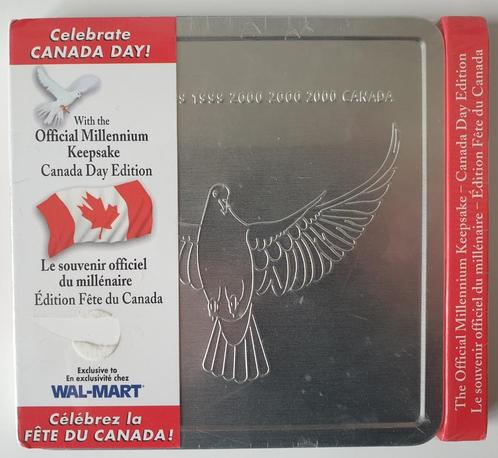 Celebrate
CANADA DAY!
With the
Official Millennium
Keepsake
Canada Day Edition
Le souvenir officiel
du millénaire
Édition Fête du Canada
Exclusive to
En exclusivité chez
WAL-MART
Célébrez la
FÊTE DU CANADA!
1999 2000 2000 2000 CANADA
The Official Millennium Keepsake – Canada Day Edition
Le souvenir officiel du millénaire – Édition Fête du Canada